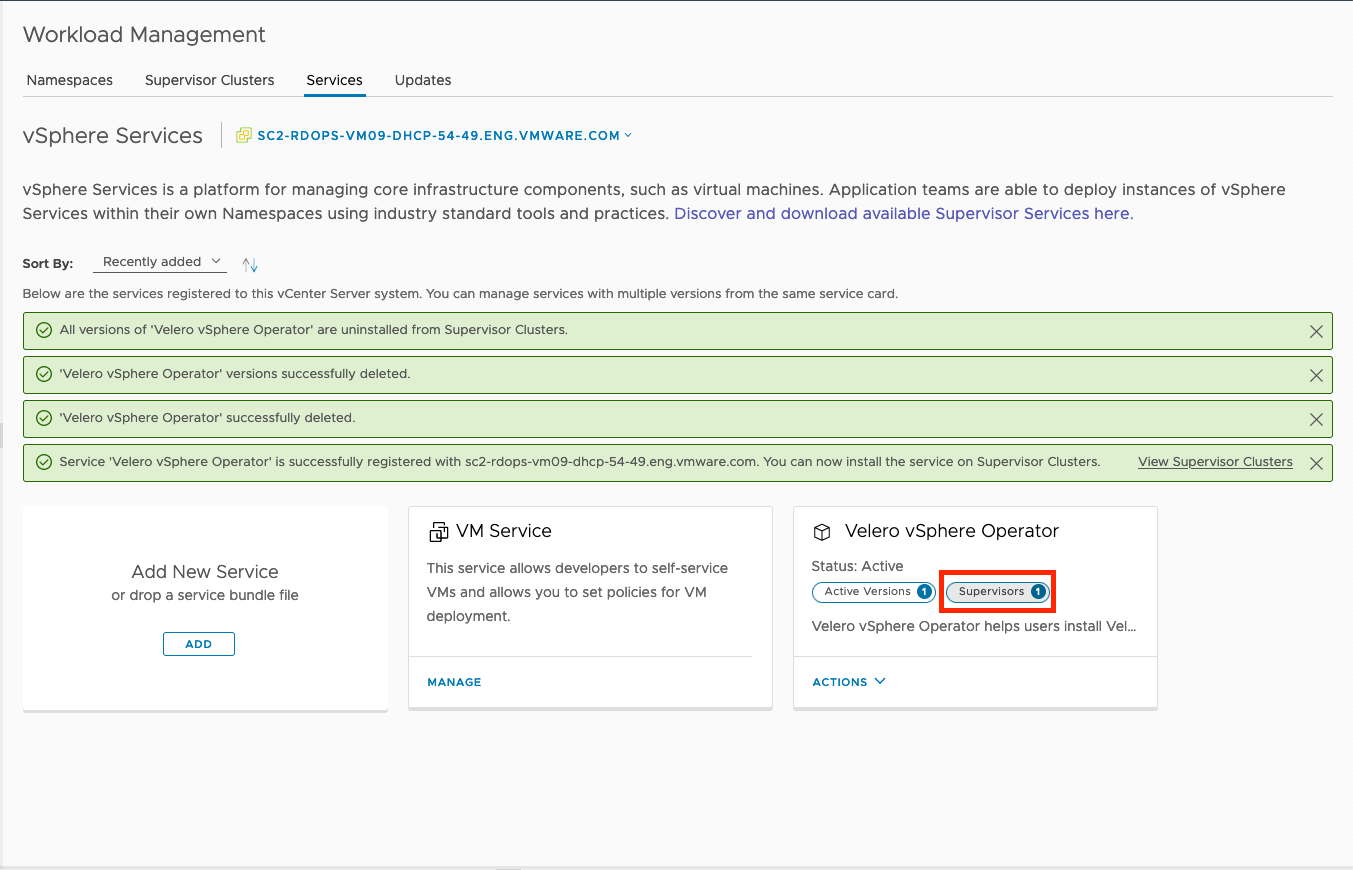 Workload Management
Namespaces Supervisor Clusters Services Updates
vSphere Services SC2-RDOPS-VM09-DHCP-54-49.ENG.VMWARE.COM
vSphere Services is a platform for managing core infrastructure components, such as virtual machines. Application teams are able to deploy instances of vSphere
Services within their own Namespaces using industry standard tools and practices. Discover and download available Supervisor Services here.
Sort By: Recently added
Below are the services registered to this vCenter Server system. You can manage services with multiple versions from the same service card.
All versions of 'Velero vSphere Operator' are uninstalled from Supervisor Clusters.
'Velero vSphere Operator' versions successfully deleted.
'Velero vSphere Operator' successfully deleted.
Service 'Velero vSphere Operator' is successfully registered with sc2-rdops-vm09-dhcp-54-49.eng.vmware.com. You can now install the service on Supervisor Clusters. View Supervisor Clusters
Add New Service
or drop a service bundle file
ADD
VM Service
This service allows developers to self-service
VMs and allows you to set policies for VM
deployment.
MANAGE
Velero vSphere Operator
Status: Active
Active Versions 1 Supervisors 1
Velero vSphere Operator helps users install Vel...
ACTIONS